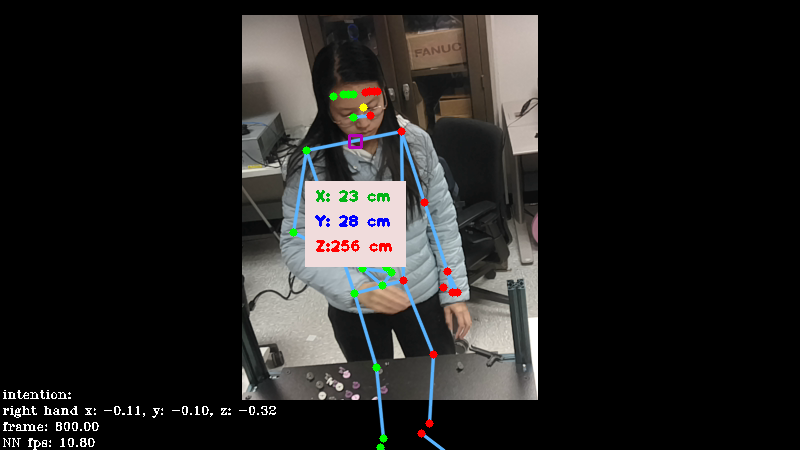 FANUC
X: 23 cm
Y: 28 cm
Z:256 cm
intention:
right hand x: -0.11, y: -0.10, z: -0.32
frame: 800.00
NN fps: 10.80